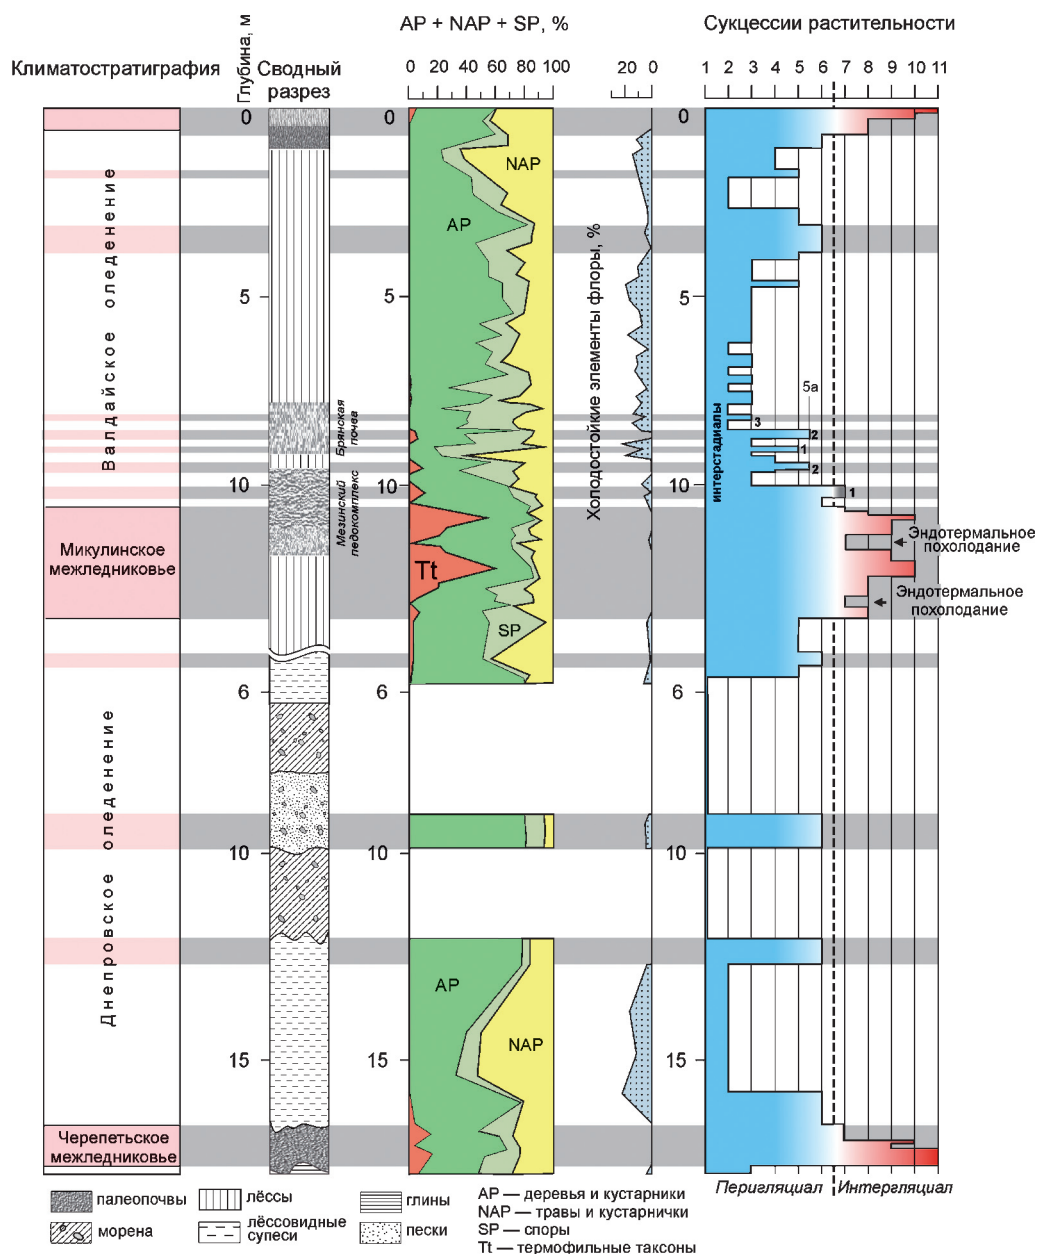 AP + NAP + SP, %
Сукцессии растительности
Климатостратиграфия
Глубина, м
Сводный
разрез
0 20 40 60 80 100
20 0
1 2 3 4 5 6 7 8 9 10 11
0
5
10
6
10
15
0
5
10
6
10
15
0
5
10
6
10
15
Валдайское оледенение
Микулинское
межледниковье
Днепровское оледенение
Черепетьское
межледниковье
Брянская
почва
Мезинский
педокомплекс
NAP
AP
Tt
SP
AP
NAP
Холодостойкие элементы флоры, %
интерстадиалы
5а
3
2
1
2
1
Эндотермальное
похолодание
Эндотермальное
похолодание
Перигляциал
Интергляциал
палеопочвы
лёссы
глины
морена
лёссовидные
супеси
пески
AP — деревья и кустарники
NAP — травы и кустарнички
SP — споры
Tt — термофильные таксоны